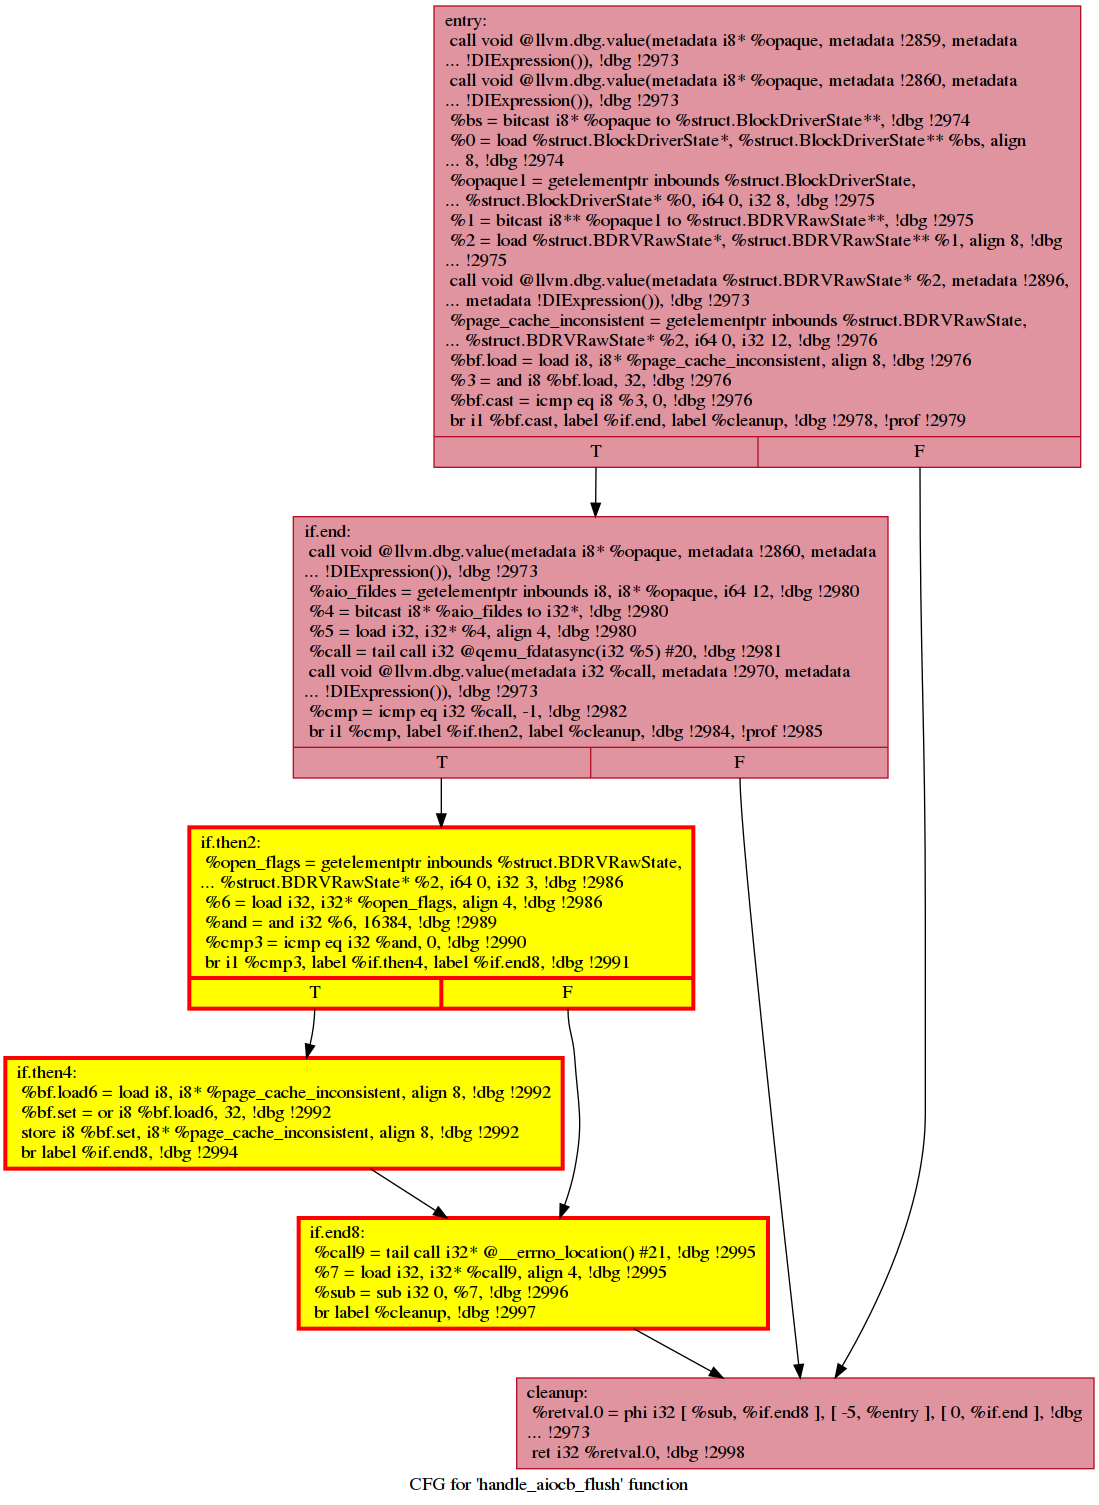 entry:
call void @llvm.dbg.value(metadata i8* %opaque, metadata !2859, metadata
... !DIExpression()), !dbg !2973
call void @llvm.dbg.value(metadata i8* %opaque, metadata !2860, metadata
... !DIExpression()), !dbg !2973
%bs = bitcast i8* %opaque to %struct.BlockDriverState**, !dbg !2974
%0 = load %struct.BlockDriverState*, %struct.BlockDriverState** %bs, align
... 8, !dbg !2974
%opaque1 = getelementptr inbounds %struct.BlockDriverState,
... %struct.BlockDriverState* %0, i64 0, i32 8, !dbg !2975
%1 = bitcast i8** %opaque1 to %struct.BDRVRawState**, !dbg !2975
%2 = load %struct.BDRVRawState*, %struct.BDRVRawState** %1, align 8, !dbg
... !2975
call void @llvm.dbg.value(metadata %struct.BDRVRawState* %2, metadata !2896,
... metadata !DIExpression()), !dbg !2973
%page_cache_inconsistent = getelementptr inbounds %struct.BDRVRawState,
... %struct.BDRVRawState* %2, i64 0, i32 12, !dbg !2976
%bf.load = load i8, i8* %page_cache_inconsistent, align 8, !dbg !2976
%3 = and i8 %bf.load, 32, !dbg !2976
%bf.cast = icmp eq i8 %3, 0, !dbg !2976
br i1 %bf.cast, label %if.end, label %cleanup, !dbg !2978, !prof !2979
T F
if.end:
call void @llvm.dbg.value(metadata i8* %opaque, metadata !2860, metadata
... !DIExpression()), !dbg !2973
%aio_fildes = getelementptr inbounds i8, i8* %opaque, i64 12, !dbg !2980
%4 = bitcast i8* %aio_fildes to i32*, !dbg !2980
%5 = load i32, i32* %4, align 4, !dbg !2980
%call = tail call i32 @qemu_fdatasync(i32 %5) #20, !dbg !2981
call void @llvm.dbg.value(metadata i32 %call, metadata !2970, metadata
... !DIExpression()), !dbg !2973
%cmp = icmp eq i32 %call, -1, !dbg !2982
br i1 %cmp, label %if.then2, label %cleanup, !dbg !2984, !prof !2985
T F
if.then2:
%open_flags = getelementptr inbounds %struct.BDRVRawState,
... %struct.BDRVRawState* %2, i64 0, i32 3, !dbg !2986
%6 = load i32, i32* %open_flags, align 4, !dbg !2986
%and = and i32 %6, 16384, !dbg !2989
%cmp3 = icmp eq i32 %and, 0, !dbg !2990
br i1 %cmp3, label %if.then4, label %if.end8, !dbg !2991
T F
if.then4:
%bf.load6 = load i8, i8* %page_cache_inconsistent, align 8, !dbg !2992
%bf.set = or i8 %bf.load6, 32, !dbg !2992
store i8 %bf.set, i8* %page_cache_inconsistent, align 8, !dbg !2992
br label %if.end8, !dbg !2994
if.end8:
%call9 = tail call i32* @__errno_location() #21, !dbg !2995
%7 = load i32, i32* %call9, align 4, !dbg !2995
%sub = sub i32 0, %7, !dbg !2996
br label %cleanup, !dbg !2997
cleanup:
%retval.0 = phi i32 [ %sub, %if.end8 ], [ -5, %entry ], [ 0, %if.end ], !dbg
... !2973
ret i32 %retval.0, !dbg !2998
CFG for 'handle_aiocb_flush' function